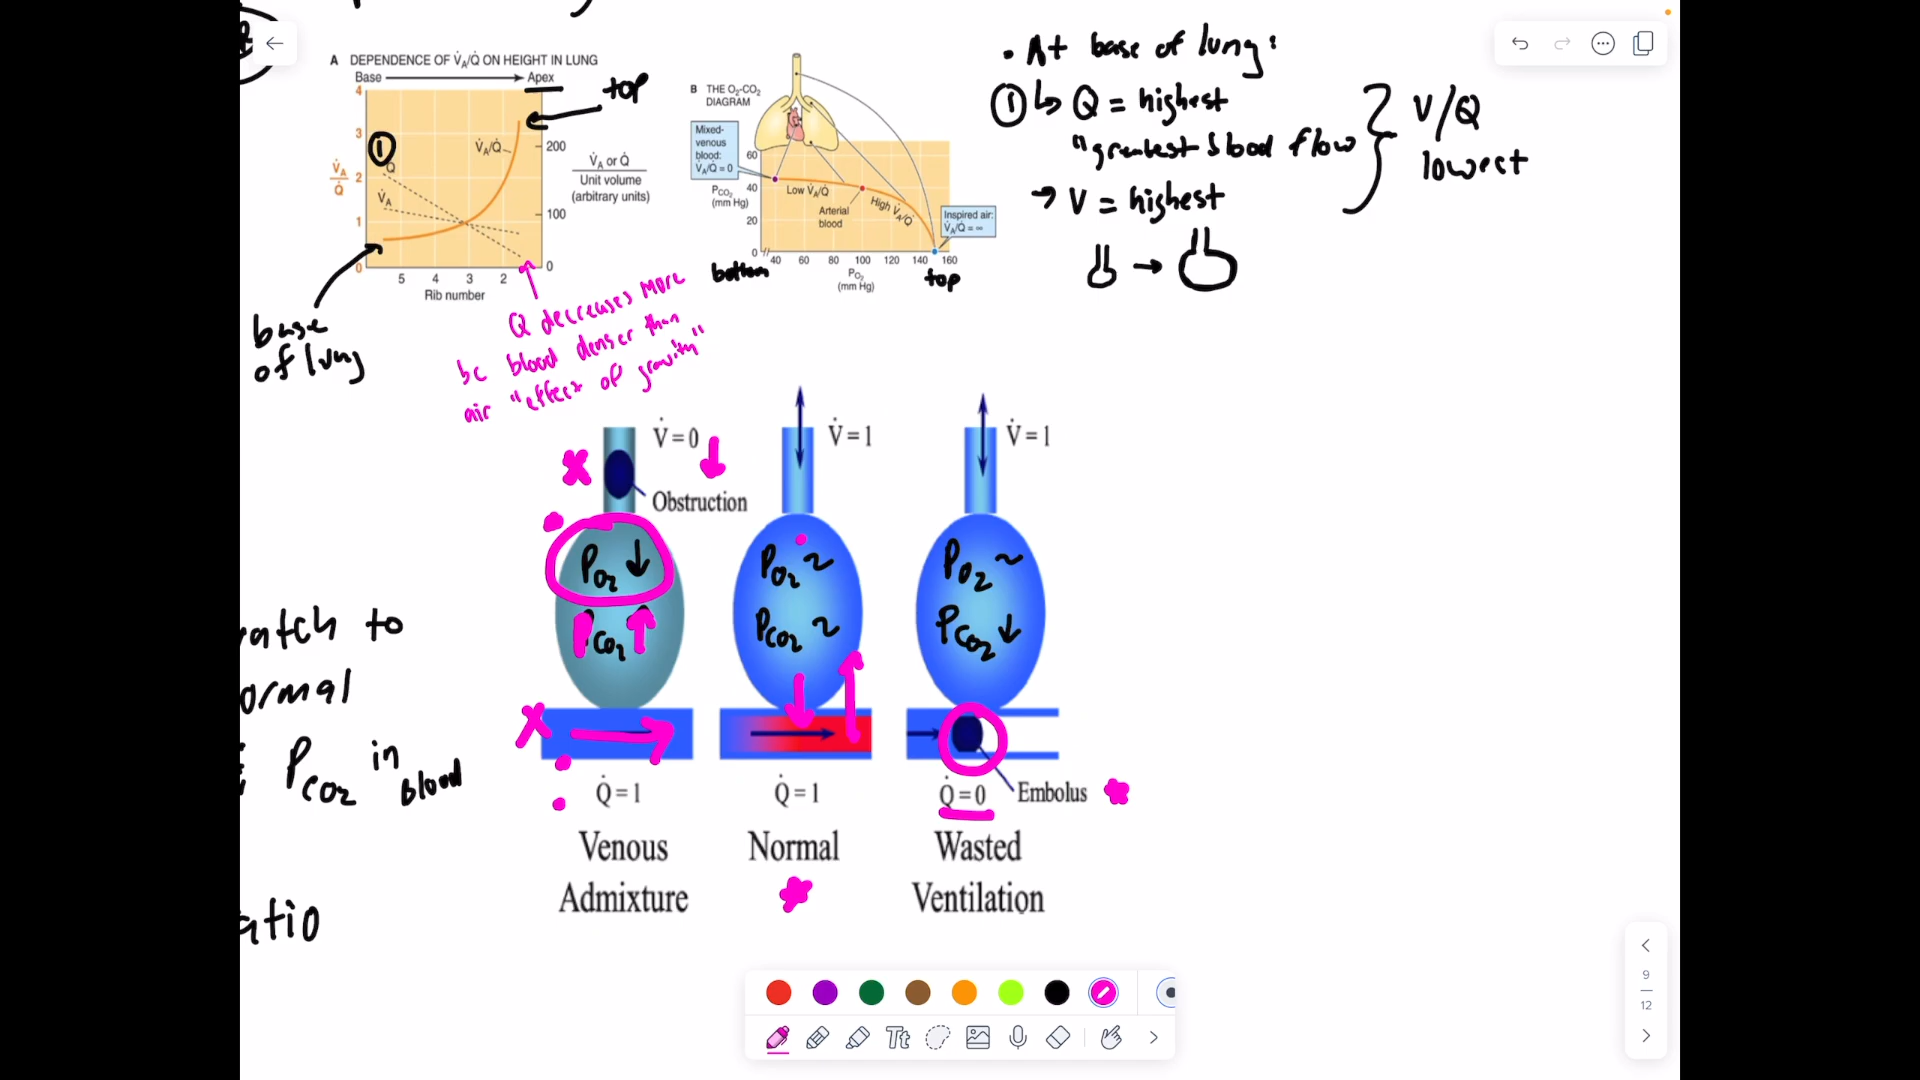 A DEPENDENCE OF V̇A/Q̇ ON HEIGHT IN LUNG
Base Apex
4
3
2
1
0
V̇A
Q̇
①
Q̇
V̇A
V̇A/Q̇
200
100
0
V̇A or Q̇
Unit volume
(arbitrary units)
5 4 3 2
Rib number
top
base
of lung
Q decreases more
bc blood denser than
air "effect of gravity"
B THE O2-CO2
DIAGRAM
Mixed-
venous
blood:
V̇A/Q̇ = 0
60
40
20
0
PCO2
(mm Hg)
Low V̇A/Q̇
Arterial
blood
High V̇A/Q̇
Inspired air:
V̇A/Q̇ = ∞
40 60 80 100 120 140 160
PO2
(mm Hg)
bottom
top
• At base of lung:
① ↳ Q = highest
"greatest blood flow
→ V = highest
V/Q
lowest
V̇ = 0 ↓
V̇ = 1
V̇ = 1
Obstruction
PO2 ↓
PCO2 ↑
PO2 ~
PCO2 ~
PO2 ~
PCO2 ↓
Q̇ = 1
Q̇ = 1
Q̇ = 0
Embolus
Venous
Admixture
Normal
Wasted
Ventilation
atch to
ormal
PCO2 in
blood
atio
9
12
Tt